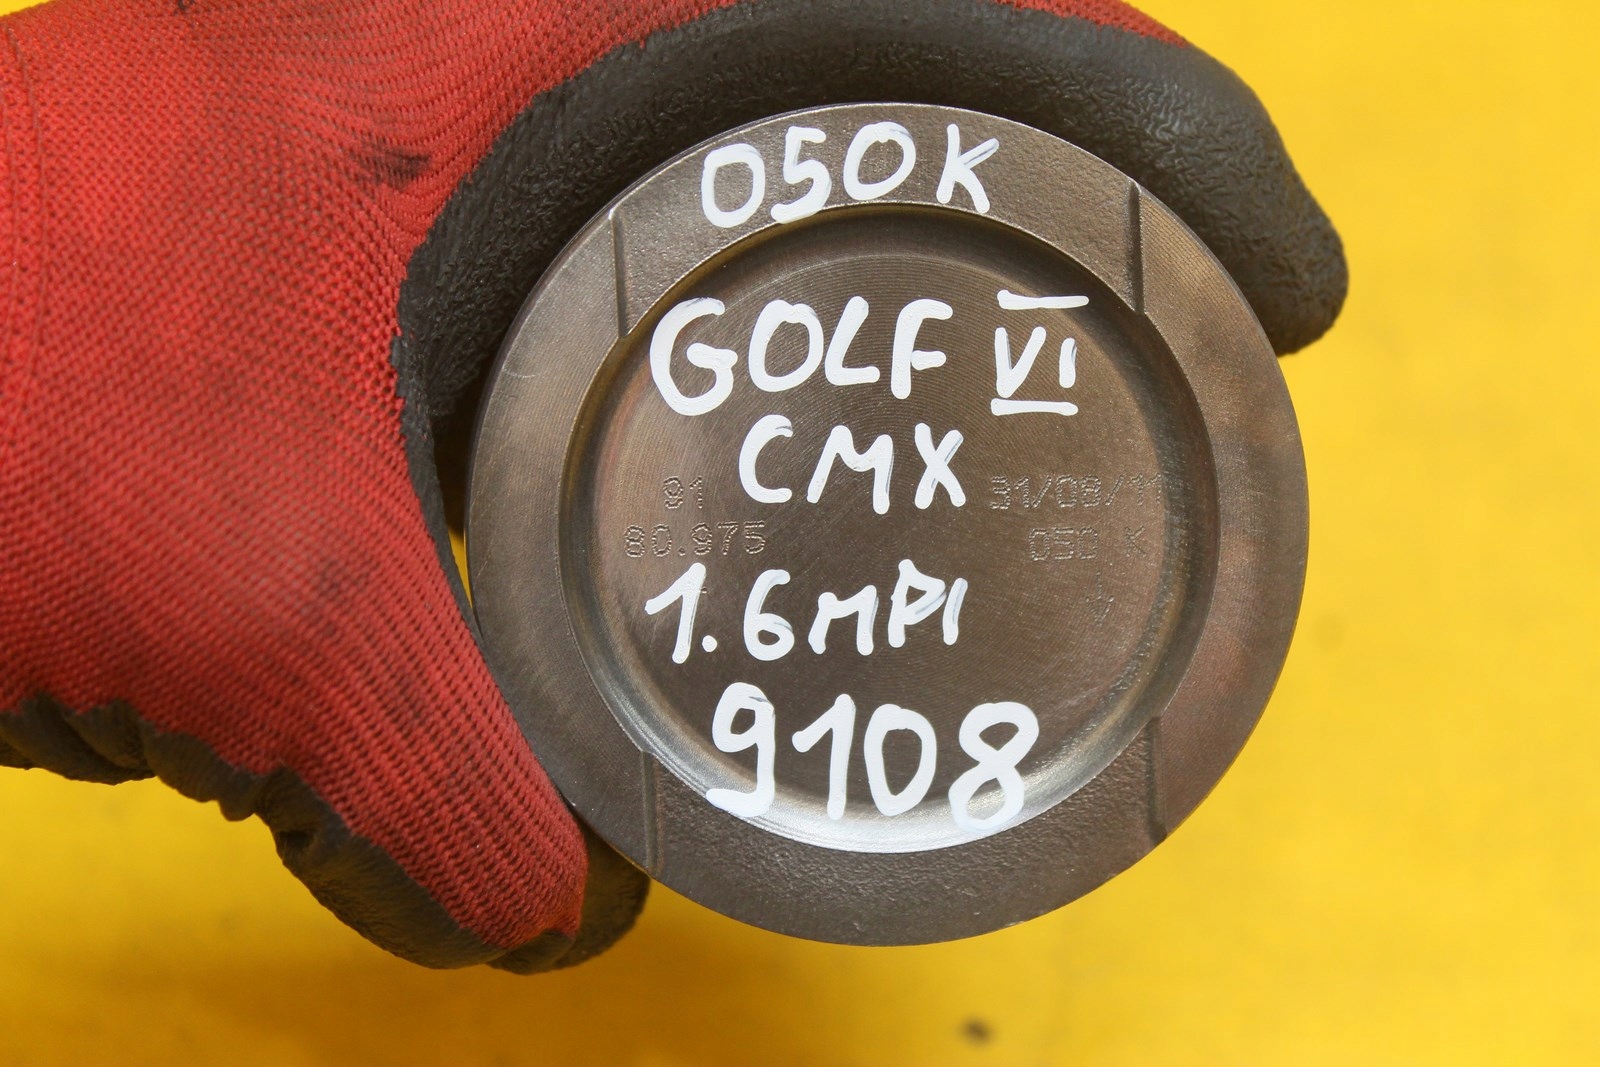 050K
GOLF VI
CMX
91 31/08/11
80.975 050 K
1.6MPI
9108